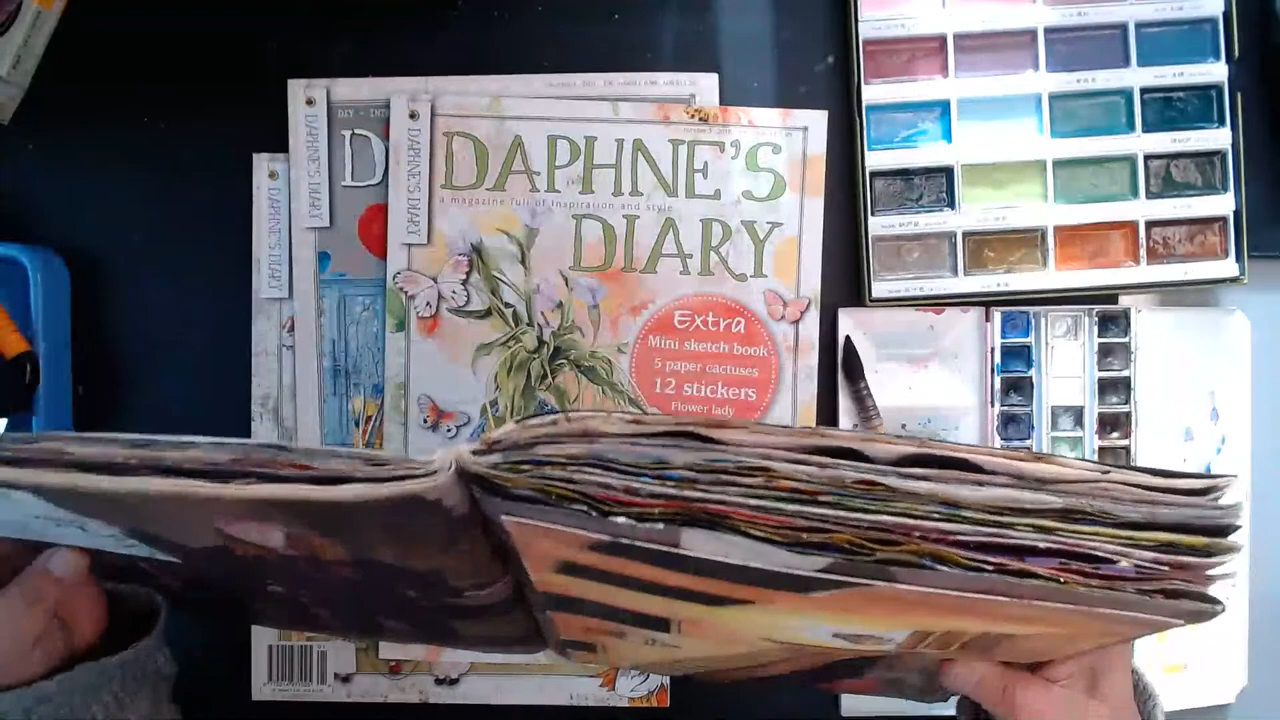 DAPHNE'S DIARY
DAPHNE'S DIARY
DAPHNE'S DIARY
DIY
D
DAPHNE'S
a magazine full of inspiration and style
DIARY
Extra
Mini sketch book
5 paper cactuses
12 stickers
Flower lady